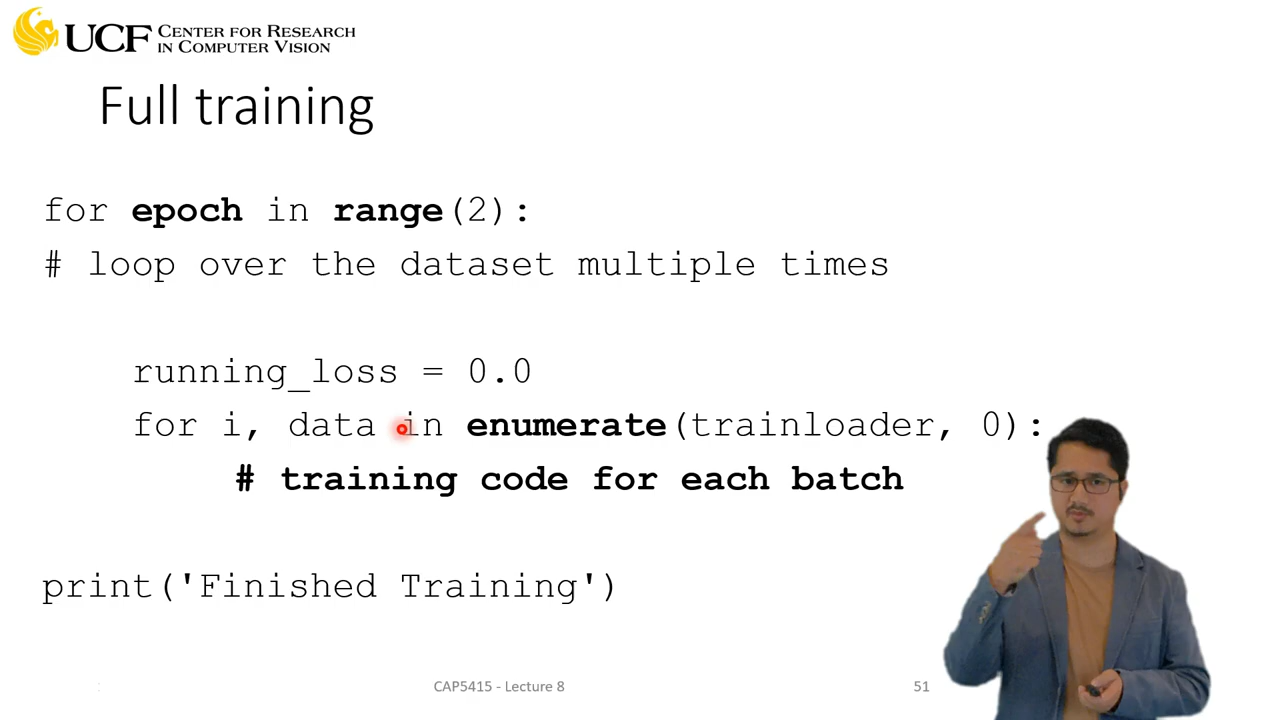 UCF CENTER FOR RESEARCH
IN COMPUTER VISION
Full training
for epoch in range(2):
# loop over the dataset multiple times
running_loss = 0.0
for i, data in enumerate(trainloader, 0):
# training code for each batch
print('Finished Training')
CAP5415 - Lecture 8
51